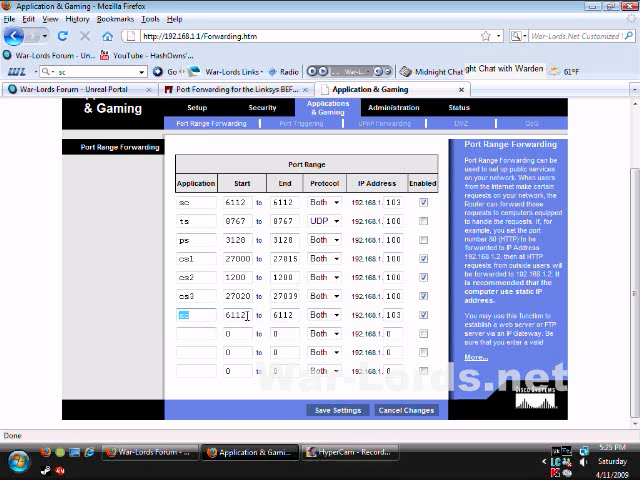 Application & Gaming - Mozilla Firefox
File Edit View History Bookmarks Tools Help
http://192.168.1.1/Forwarding.htm
War-Lords.Net Customized
War-Lords Forum - Un... YouTube - HashOwns'...
sc Go War-Lords Links Radio Midnight Chat ght Chat with Warden 61°F
War-Lords Forum - Unreal Portal Port Forwarding for the Linksys BEF... Application & Gaming
& Gaming Setup Security Applications & Gaming Administration Status
Port Range Forwarding Port Triggering UPnP Forwarding DMZ QoS
Port Range Forwarding
Port Range
Application Start End Protocol IP Address Enabled
sc 6112 to 6112 Both 192.168.1. 103
ts 8767 to 8767 UDP 192.168.1. 100
ps 3128 to 3128 Both 192.168.1. 100
cs1 27000 to 27015 Both 192.168.1. 100
cs2 1200 to 1200 Both 192.168.1. 100
cs3 27020 to 27039 Both 192.168.1. 100
sc 6112 to 6112 Both 192.168.1. 103
0 to 0 Both 192.168.1. 0
0 to 0 Both 192.168.1. 0
0 to 0 Both 192.168.1. 0
Save Settings Cancel Changes
Port Range Forwarding
Port Range Forwarding can
be used to set up public
services on your network.
When users from the Internet make
certain requests on your
network, the Router can
forward those requests to
computers equipped to
handle the request. If, for
example, you set the port
number 80 (HTTP) to be
forwarded to IP Address
192.168.1.2, then all HTTP
requests from outside users
will be forwarded to
192.168.1.2. It
is recommended that the
computer use static IP
address.
You may use this function to
establish a web server or FTP
server via an IP Gateway.
Be sure that you enter a valid
More...
War-Lords.net
CISCO SYSTEMS
Done
War-Lords Forum - ... Application & Gami... HyperCam - Record...
5:25 PM
Saturday
4/11/2009